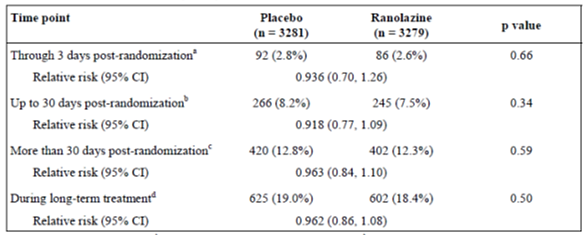 Time point Placebo (n = 3281) Ranolazine (n = 3279) p value
Through 3 days post-randomizationᵃ 92 (2.8%) 86 (2.6%) 0.66
Relative risk (95% CI) 0.936 (0.70, 1.26)
Up to 30 days post-randomizationᵇ 266 (8.2%) 245 (7.5%) 0.34
Relative risk (95% CI) 0.918 (0.77, 1.09)
More than 30 days post-randomizationᶜ 420 (12.8%) 402 (12.3%) 0.59
Relative risk (95% CI) 0.963 (0.84, 1.10)
During long-term treatmentᵈ 625 (19.0%) 602 (18.4%) 0.50
Relative risk (95% CI) 0.962 (0.86, 1.08)